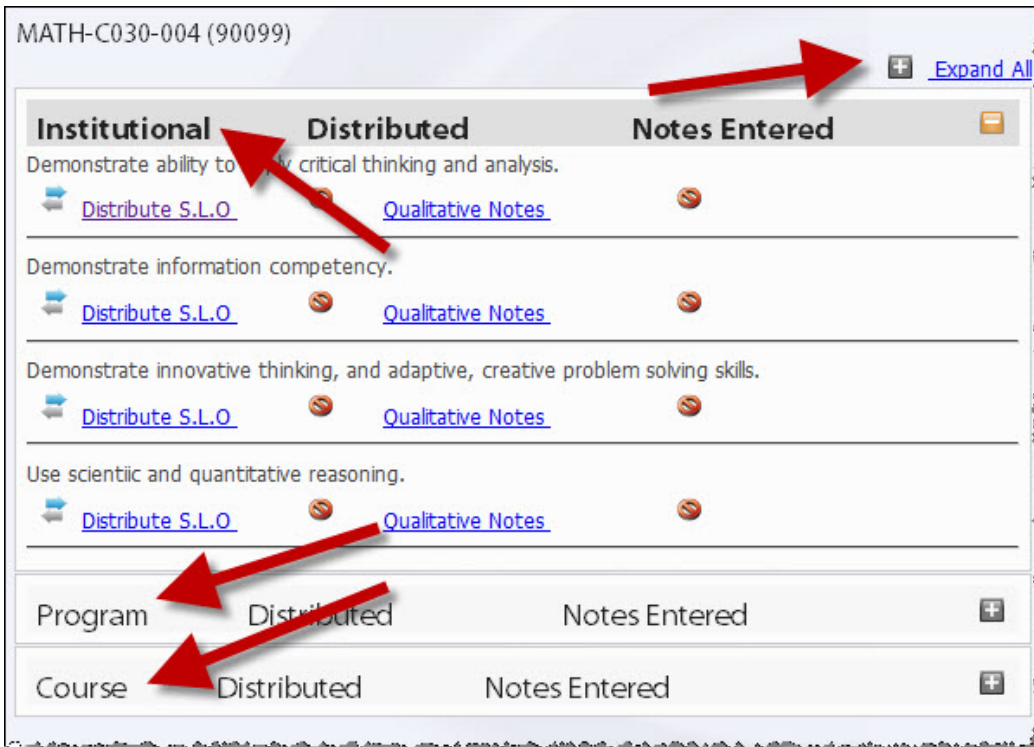 MATH-C030-004 (90099)
Expand All
Institutional Distributed Notes Entered
Demonstrate ability to apply critical thinking and analysis.
Distribute S.L.O Qualitative Notes
Demonstrate information competency.
Distribute S.L.O Qualitative Notes
Demonstrate innovative thinking, and adaptive, creative problem solving skills.
Distribute S.L.O Qualitative Notes
Use scientiic and quantitative reasoning.
Distribute S.L.O Qualitative Notes
Program Distributed Notes Entered
Course Distributed Notes Entered